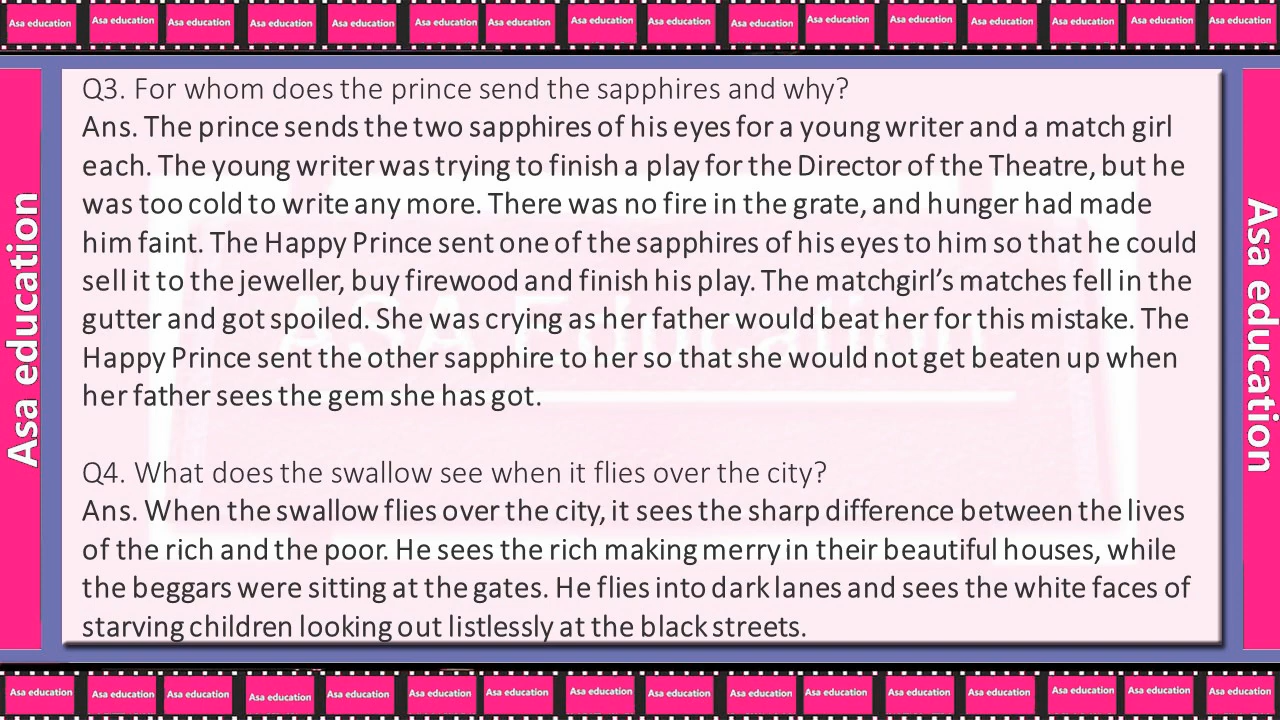 Asa education Asa education Asa education Asa education Asa education Asa education Asa education Asa education Asa education Asa education Asa education Asa education Asa education Asa education Asa education Asa education
Asa education
Q3. For whom does the prince send the sapphires and why?
Ans. The prince sends the two sapphires of his eyes for a young writer and a match girl
each. The young writer was trying to finish a play for the Director of the Theatre, but he
was too cold to write any more. There was no fire in the grate, and hunger had made
him faint. The Happy Prince sent one of the sapphires of his eyes to him so that he could
sell it to the jeweller, buy firewood and finish his play. The matchgirl’s matches fell in the
gutter and got spoiled. She was crying as her father would beat her for this mistake. The
Happy Prince sent the other sapphire to her so that she would not get beaten up when
her father sees the gem she has got.
Q4. What does the swallow see when it flies over the city?
Ans. When the swallow flies over the city, it sees the sharp difference between the lives
of the rich and the poor. He sees the rich making merry in their beautiful houses, while
the beggars were sitting at the gates. He flies into dark lanes and sees the white faces of
starving children looking out listlessly at the black streets.
ASA Education
Asa education
Asa education Asa education Asa education Asa education Asa education Asa education Asa education Asa education Asa education Asa education Asa education Asa education Asa education Asa education Asa education Asa education